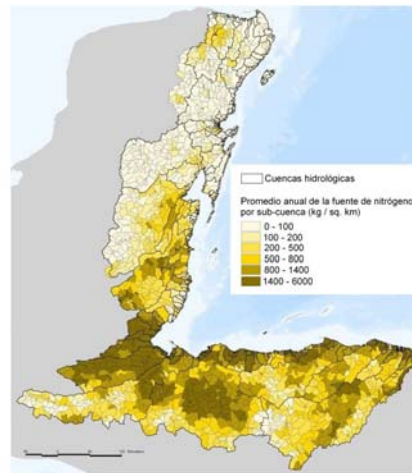 Cuencas hidrológicas
Promedio anual de la fuente de nitrógeno
por sub-cuenca (kg / sq. km)
0 - 100
100 - 200
200 - 500
500 - 800
800 - 1400
1400 - 6000